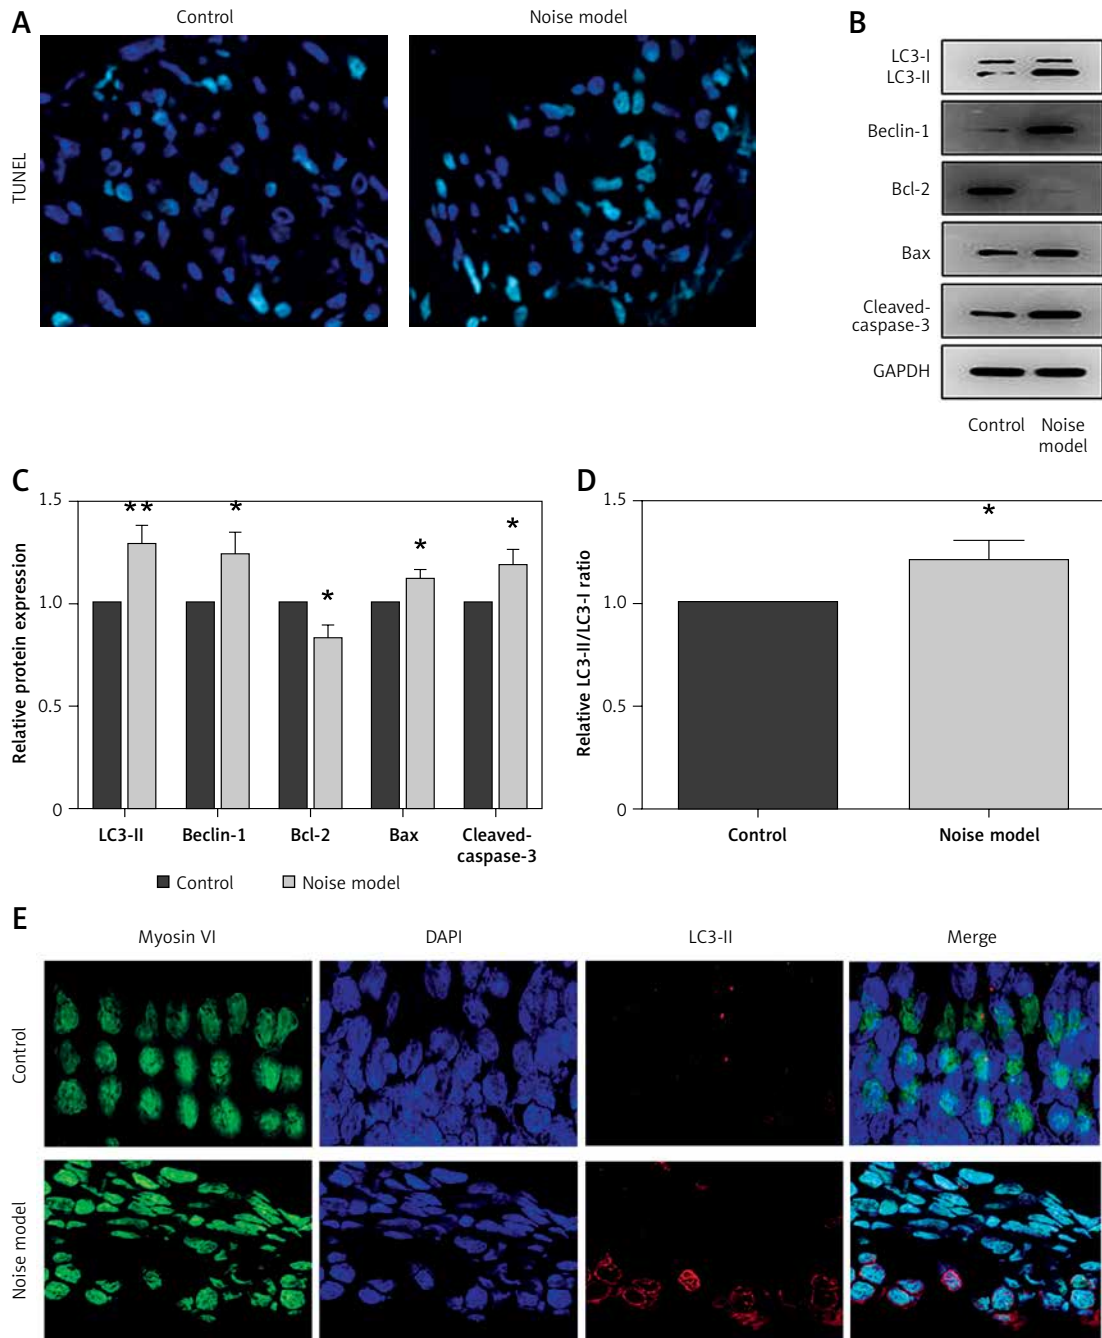 A
Control
Noise model
TUNEL
B
LC3-I
LC3-II
Beclin-1
Bcl-2
Bax
Cleaved-
caspase-3
GAPDH
Control
Noise
model
C
Relative protein expression
1.5
1.0
0.5
0
**
*
*
*
*
LC3-II
Beclin-1
Bcl-2
Bax
Cleaved-
caspase-3
Control
Noise model
D
Relative LC3-II/LC3-I ratio
1.5
1.0
0.5
0
*
Control
Noise model
E
Myosin VI
DAPI
LC3-II
Merge
Control
Noise model